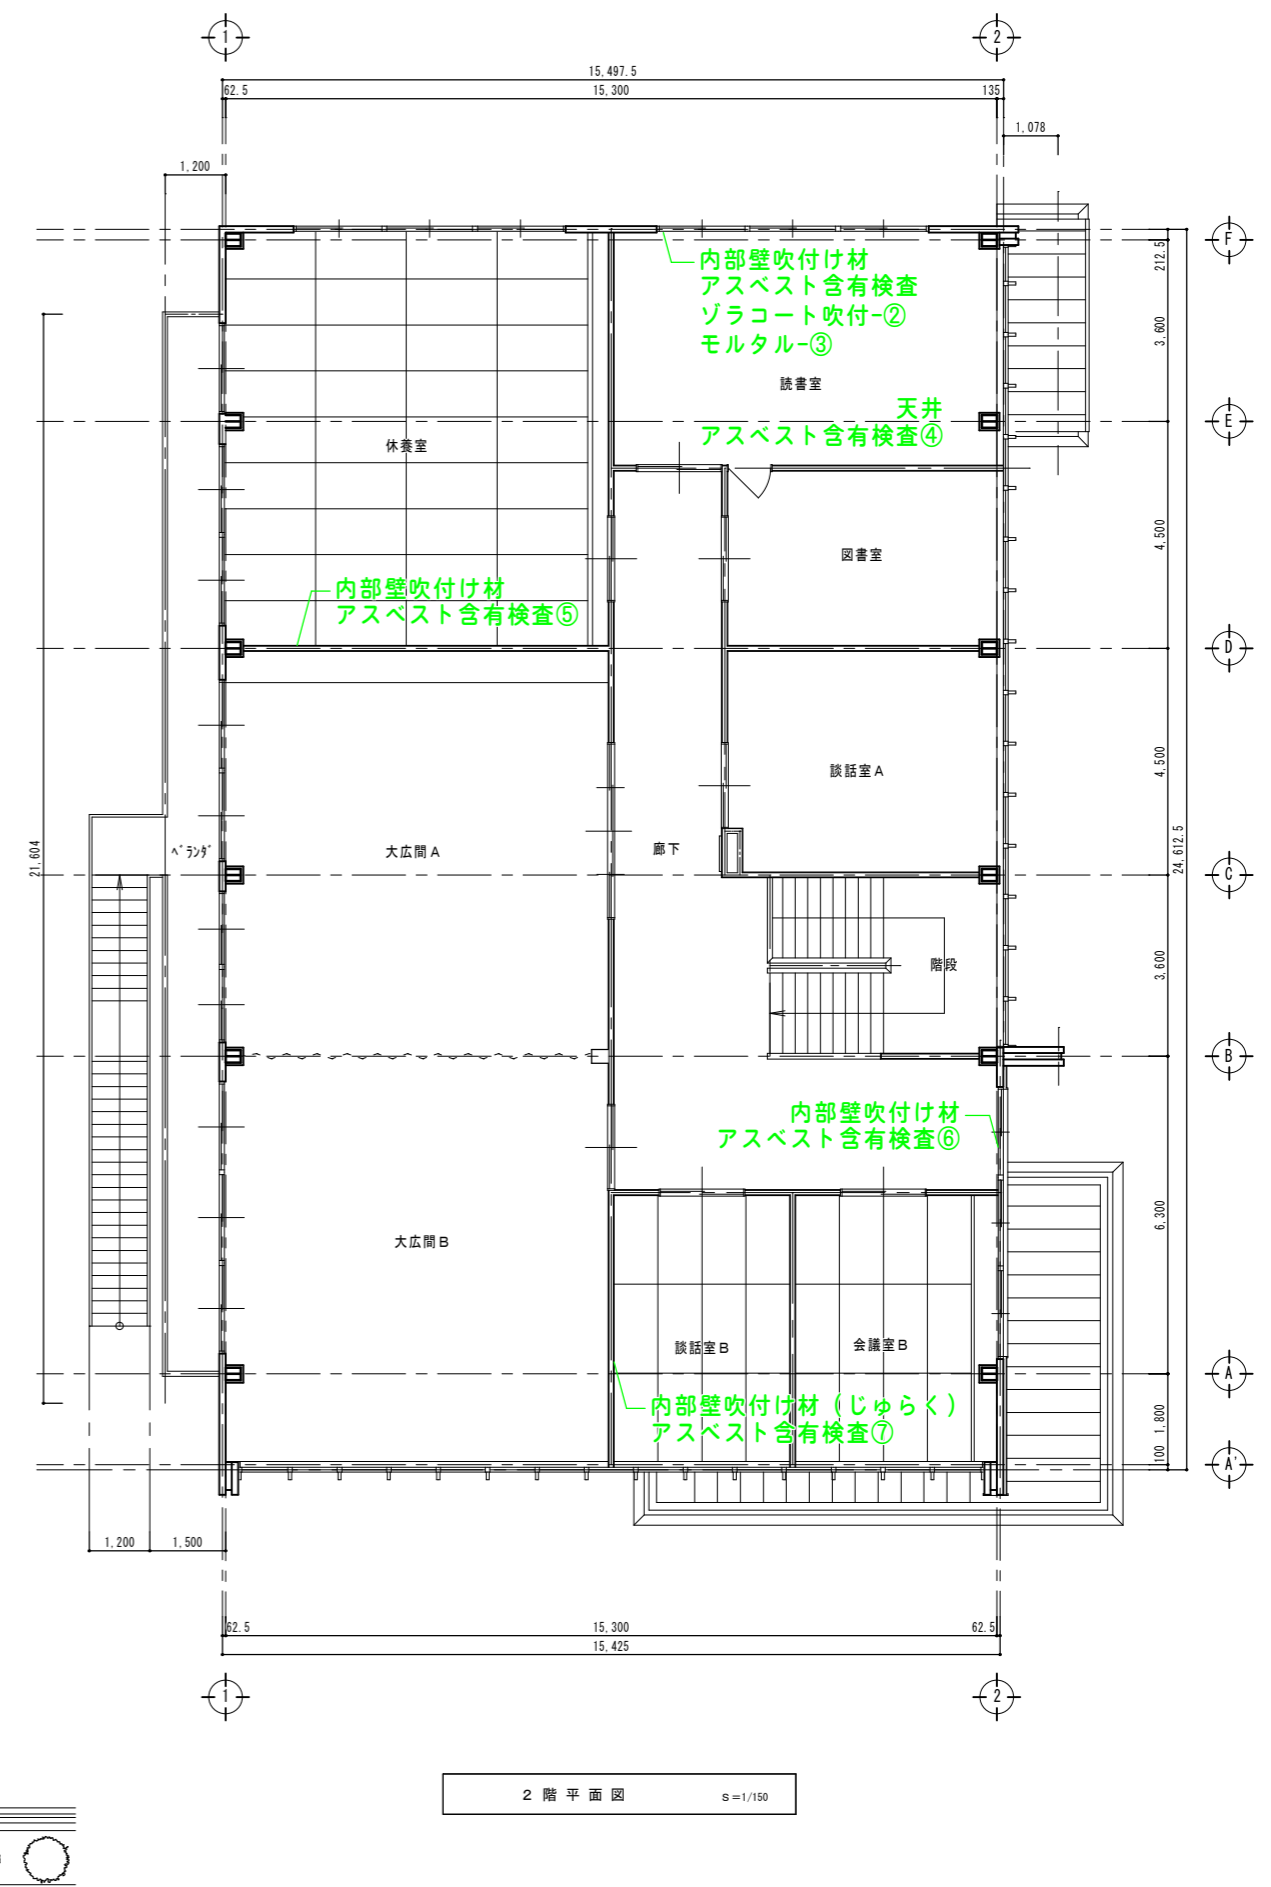 1
2
15,497.5
62.5
15,300
135
1,078
1,200
F
212.5
内部壁吹付け材
アスベスト含有検査
ゾラコート吹付-②
モルタル-③
3,600
読書室
天井
アスベスト含有検査④
E
休養室
4,500
図書室
内部壁吹付け材
アスベスト含有検査⑤
D
4,500
談話室A
21,604
ベランダ
大広間A
廊下
24,612.5
C
階段
3,600
B
内部壁吹付け材
アスベスト含有検査⑥
6,300
大広間B
談話室B
会議室B
A
内部壁吹付け材(じゅらく)
アスベスト含有検査⑦
1,800
100
A'
1,200
1,500
62.5
15,300
62.5
15,425
1
2
2階平面図 S=1/150